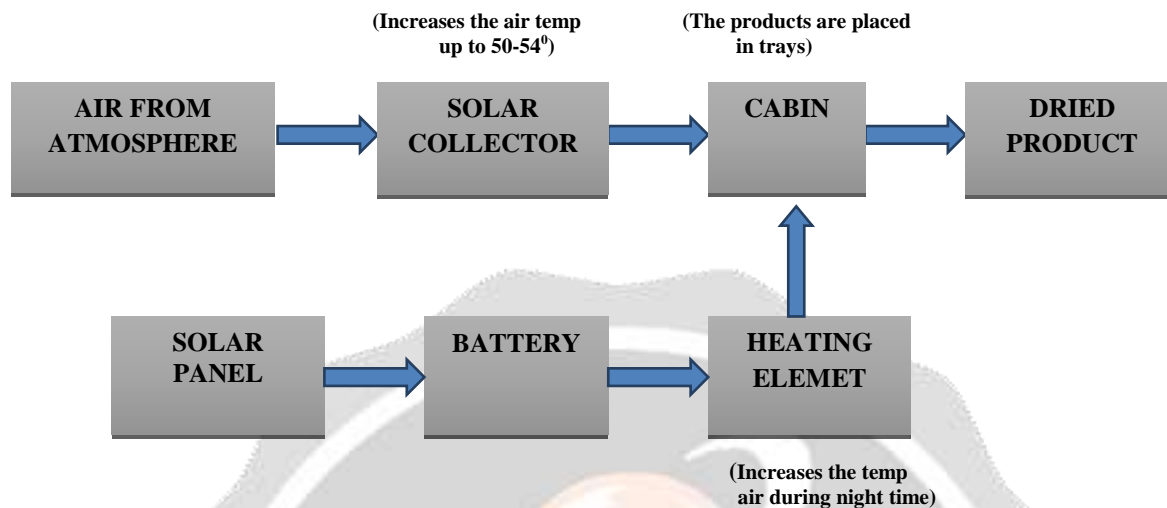 (Increases the air temp
up to 50-54⁰)
(The products are placed
in trays)
AIR FROM
ATMOSPHERE
SOLAR
COLLECTOR
CABIN
DRIED
PRODUCT
SOLAR
PANEL
BATTERY
HEATING
ELEMET
(Increases the temp
air during night time)